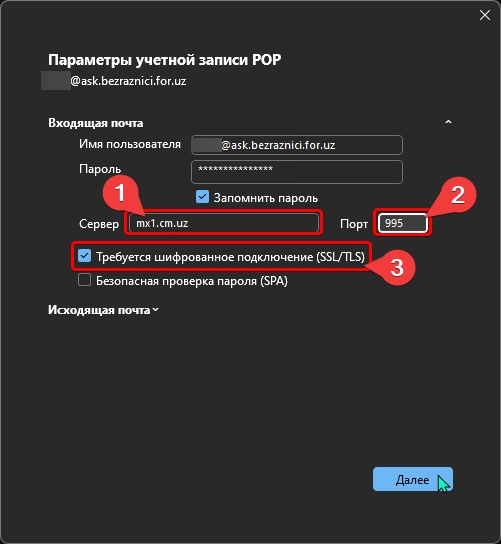 Параметры учетной записи POP
@ask.bezraznici.for.uz
Входящая почта
Имя пользователя @ask.bezraznici.for.uz
Пароль ***************
Запомнить пароль
1 2
Сервер mx1.cm.uz Порт 995
Требуется шифрованное подключение (SSL/TLS)
3
Безопасная проверка пароля (SPA)
Исходящая почта
Далее